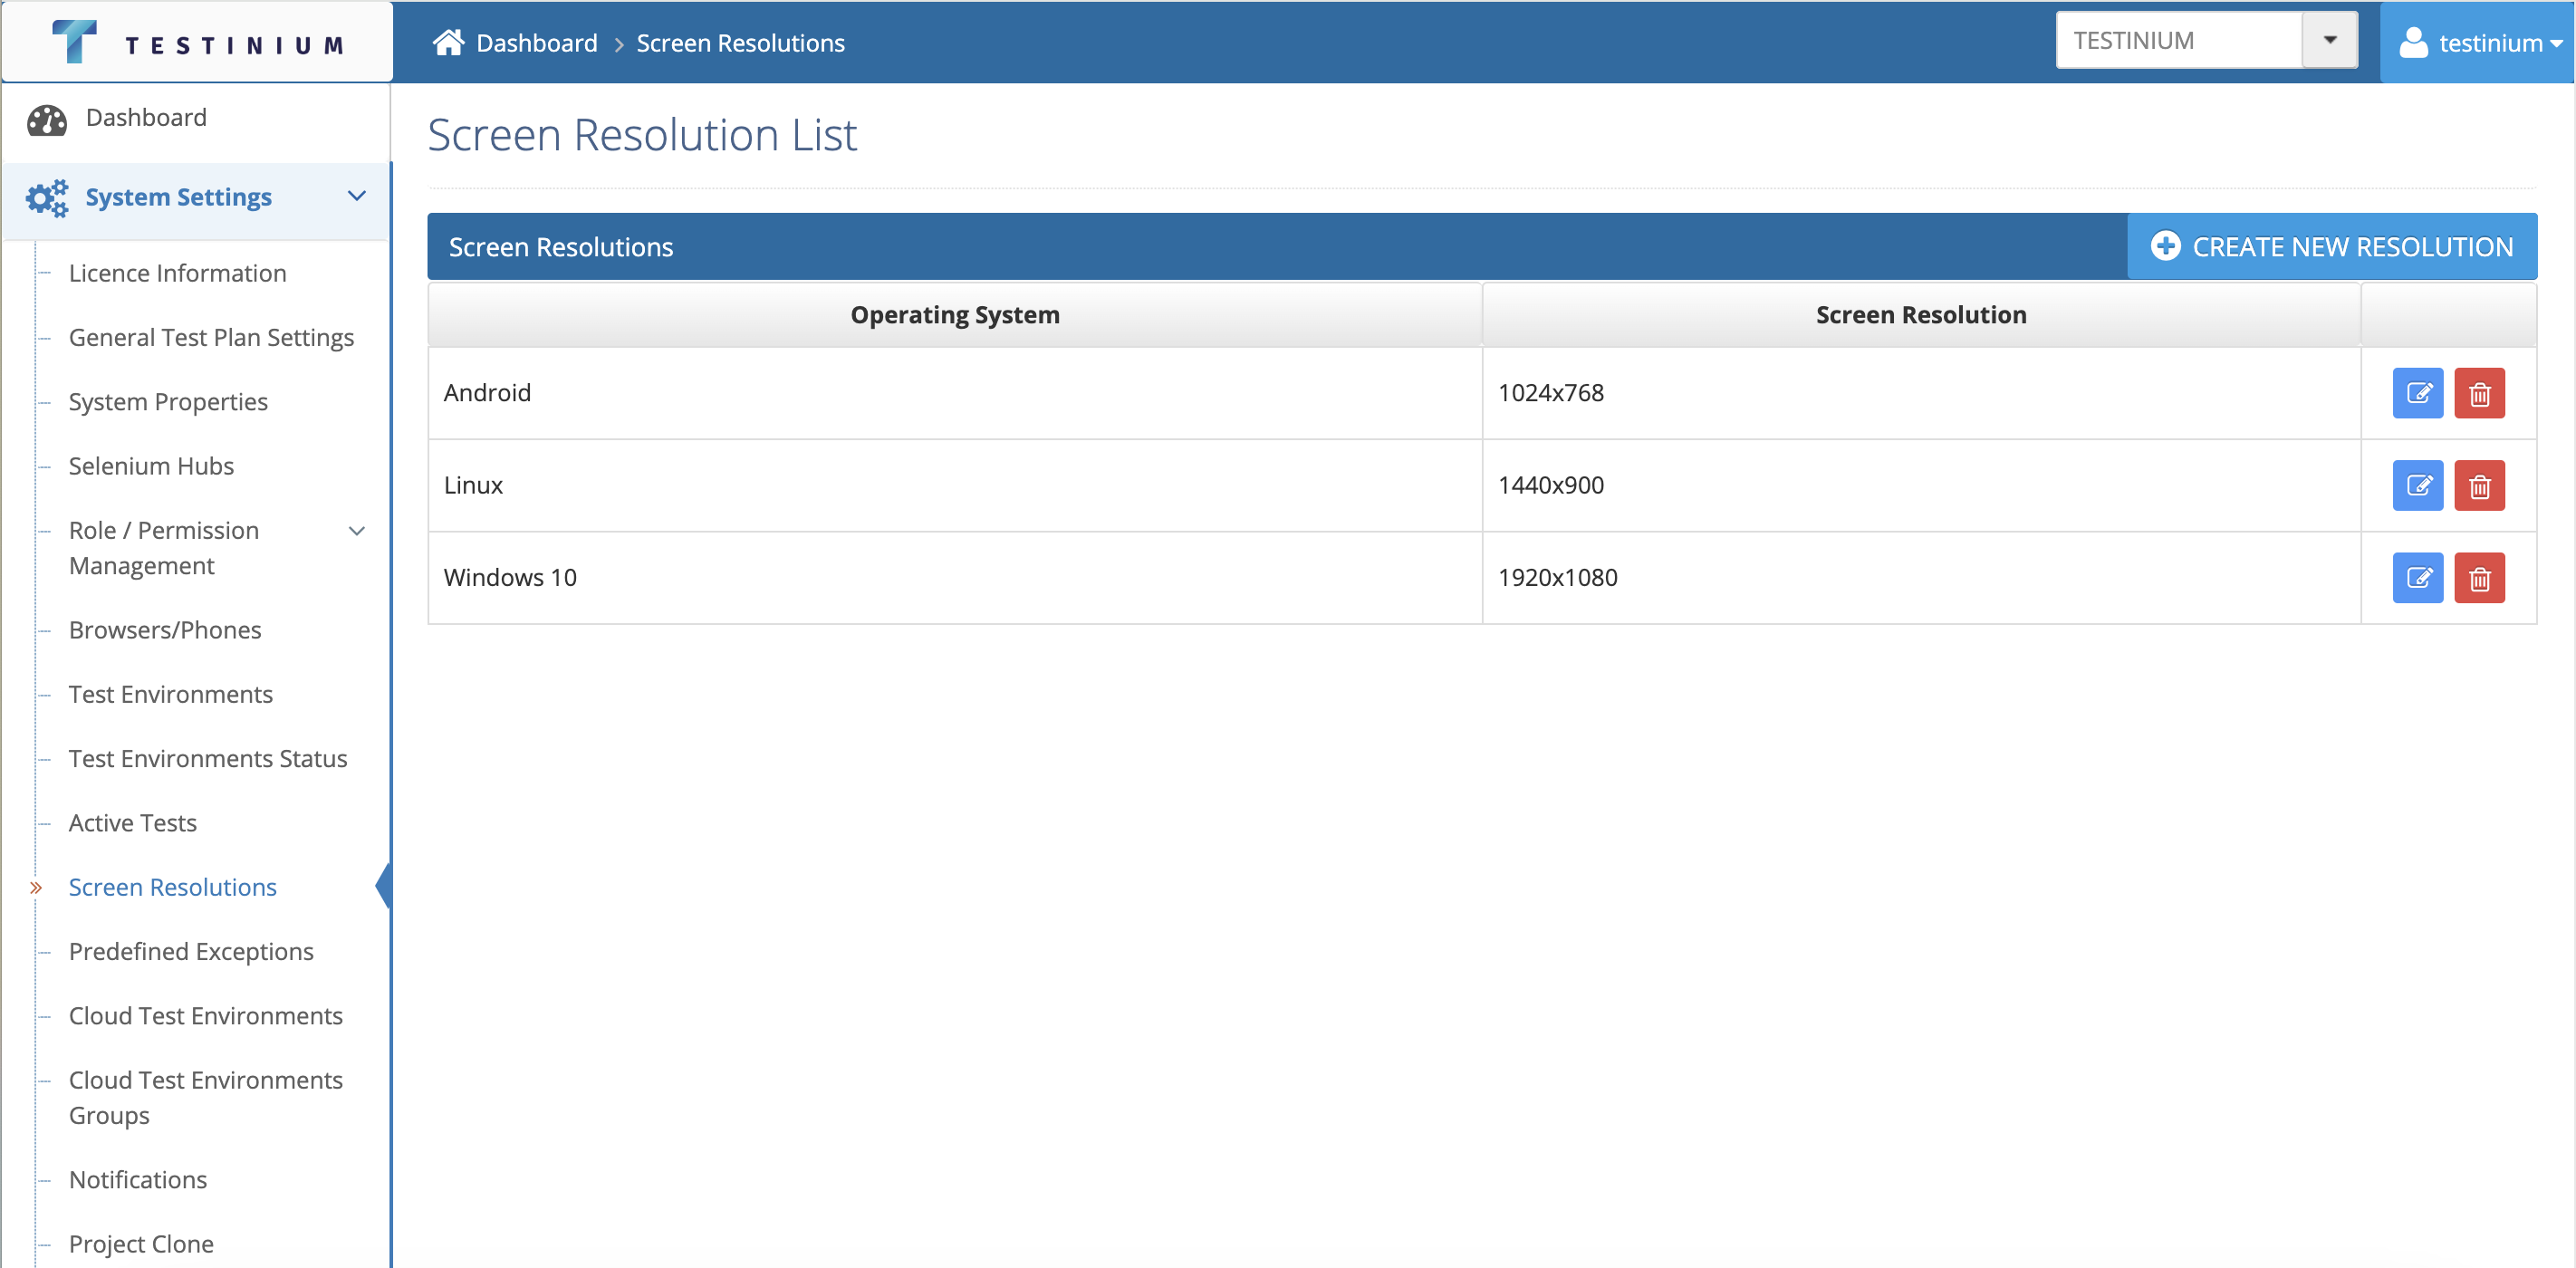 TESTINIUM
Dashboard > Screen Resolutions
TESTINIUM
testinium
Dashboard
System Settings
Licence Information
General Test Plan Settings
System Properties
Selenium Hubs
Role / Permission
Management
Browsers/Phones
Test Environments
Test Environments Status
Active Tests
Screen Resolutions
Predefined Exceptions
Cloud Test Environments
Cloud Test Environments
Groups
Notifications
Project Clone
Screen Resolution List
Screen Resolutions
CREATE NEW RESOLUTION
Operating System Screen Resolution
Android 1024x768
Linux 1440x900
Windows 10 1920x1080